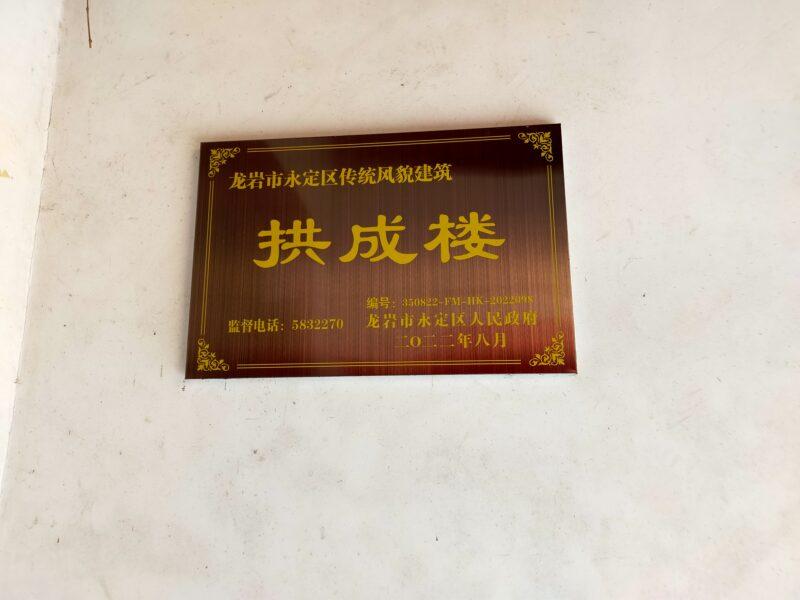 龙岩市永定区传统风貌建筑
拱成楼
编号：350822-FM-HK-2022098
监督电话：5832270
龙岩市永定区人民政府
二〇二二年八月